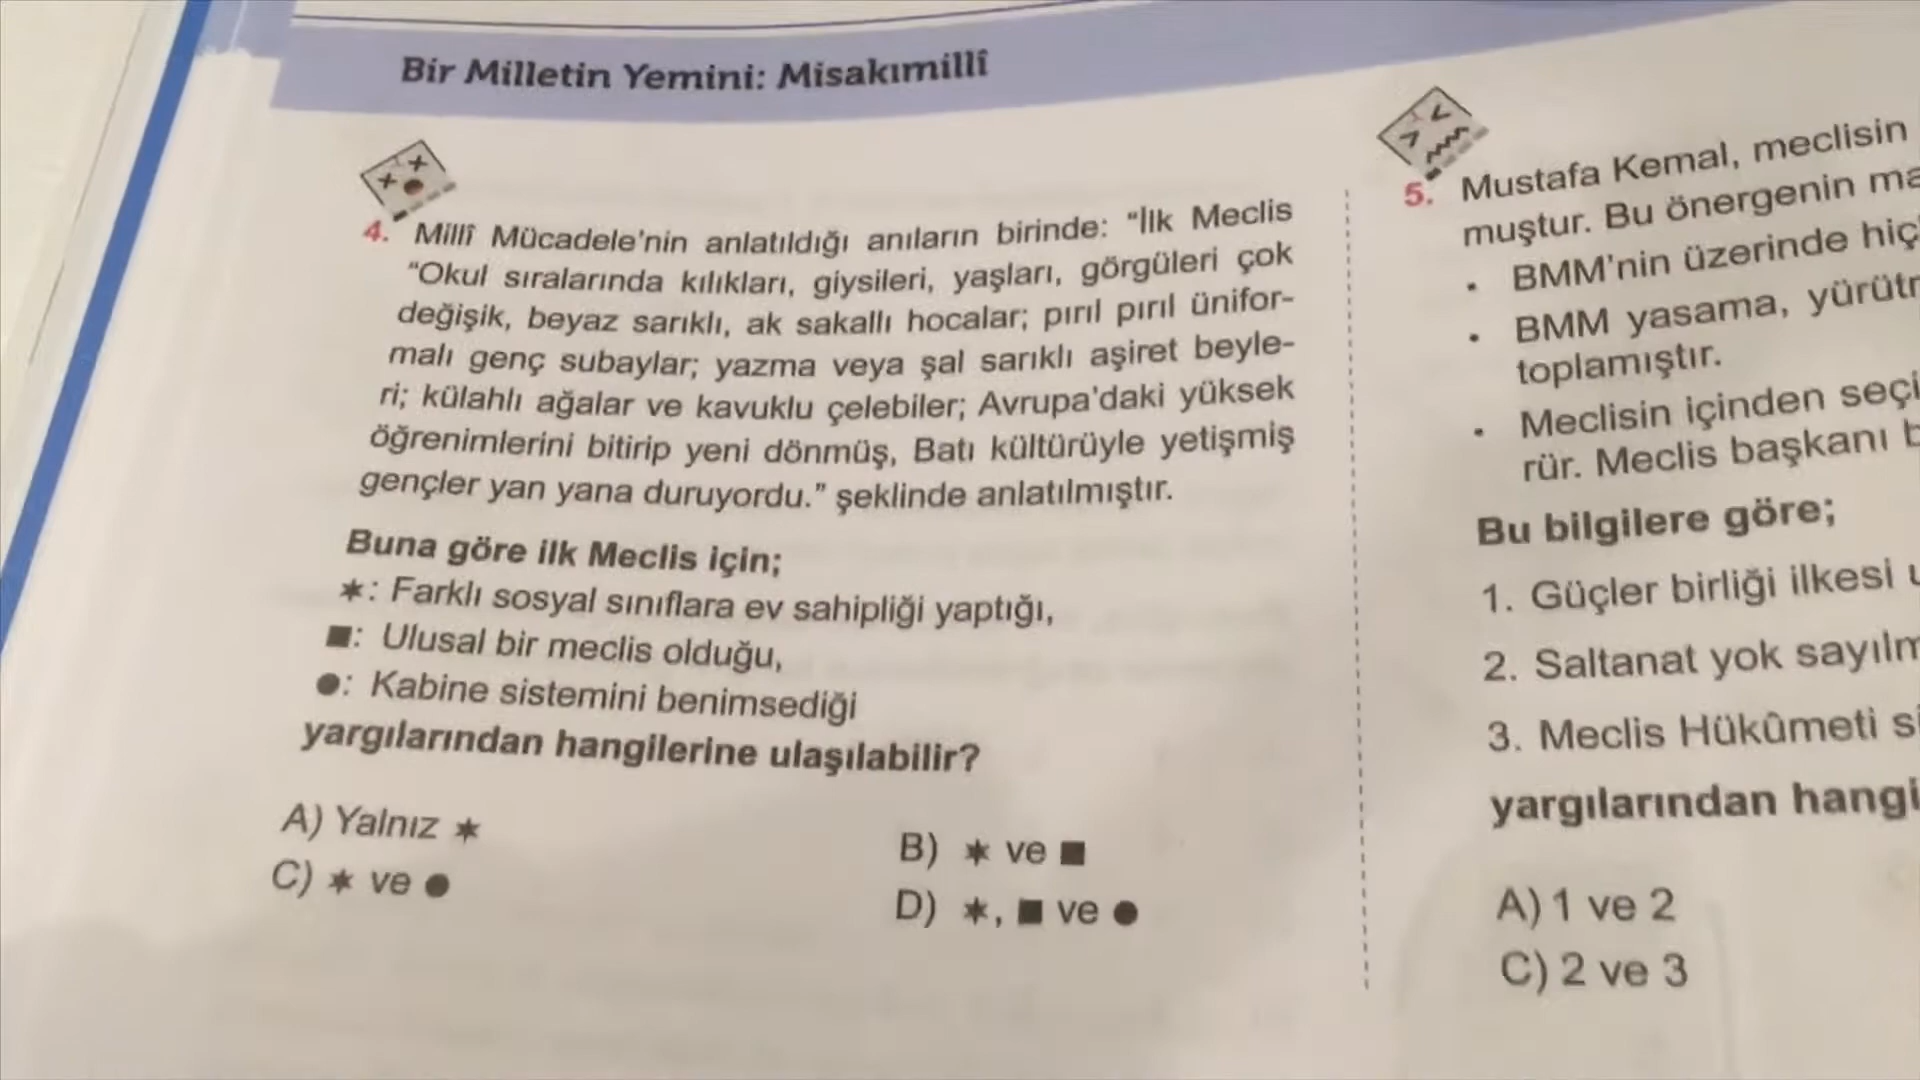 Bir Milletin Yemini: Misakımillî
4. Millî Mücadele'nin anlatıldığı anıların birinde: "İlk Meclis
"Okul sıralarında kılıkları, giysileri, yaşları, görgüleri çok
değişik, beyaz sarıklı, ak sakallı hocalar; pırıl pırıl ünifor-
malı genç subaylar; yazma veya şal sarıklı aşiret beyle-
ri; külahlı ağalar ve kavuklu çelebiler; Avrupa'daki yüksek
öğrenimlerini bitirip yeni dönmüş, Batı kültürüyle yetişmiş
gençler yan yana duruyordu." şeklinde anlatılmıştır.
Buna göre ilk Meclis için;
✶: Farklı sosyal sınıflara ev sahipliği yaptığı,
■: Ulusal bir meclis olduğu,
●: Kabine sistemini benimsediği
yargılarından hangilerine ulaşılabilir?
A) Yalnız ✶
B) ✶ ve ■
C) ✶ ve ●
D) ✶, ■ ve ●
5. Mustafa Kemal, meclisin
muştur. Bu önergenin
• BMM'nin üzerinde
• BMM yasama,
toplamıştır.
• Meclisin içinden
rür. Meclis başkanı
Bu bilgilere göre;
1. Güçler birliği ilkesi
2. Saltanat yok
3. Meclis Hükûmeti
yargılarından
A) 1 ve 2
C) 2 ve 3